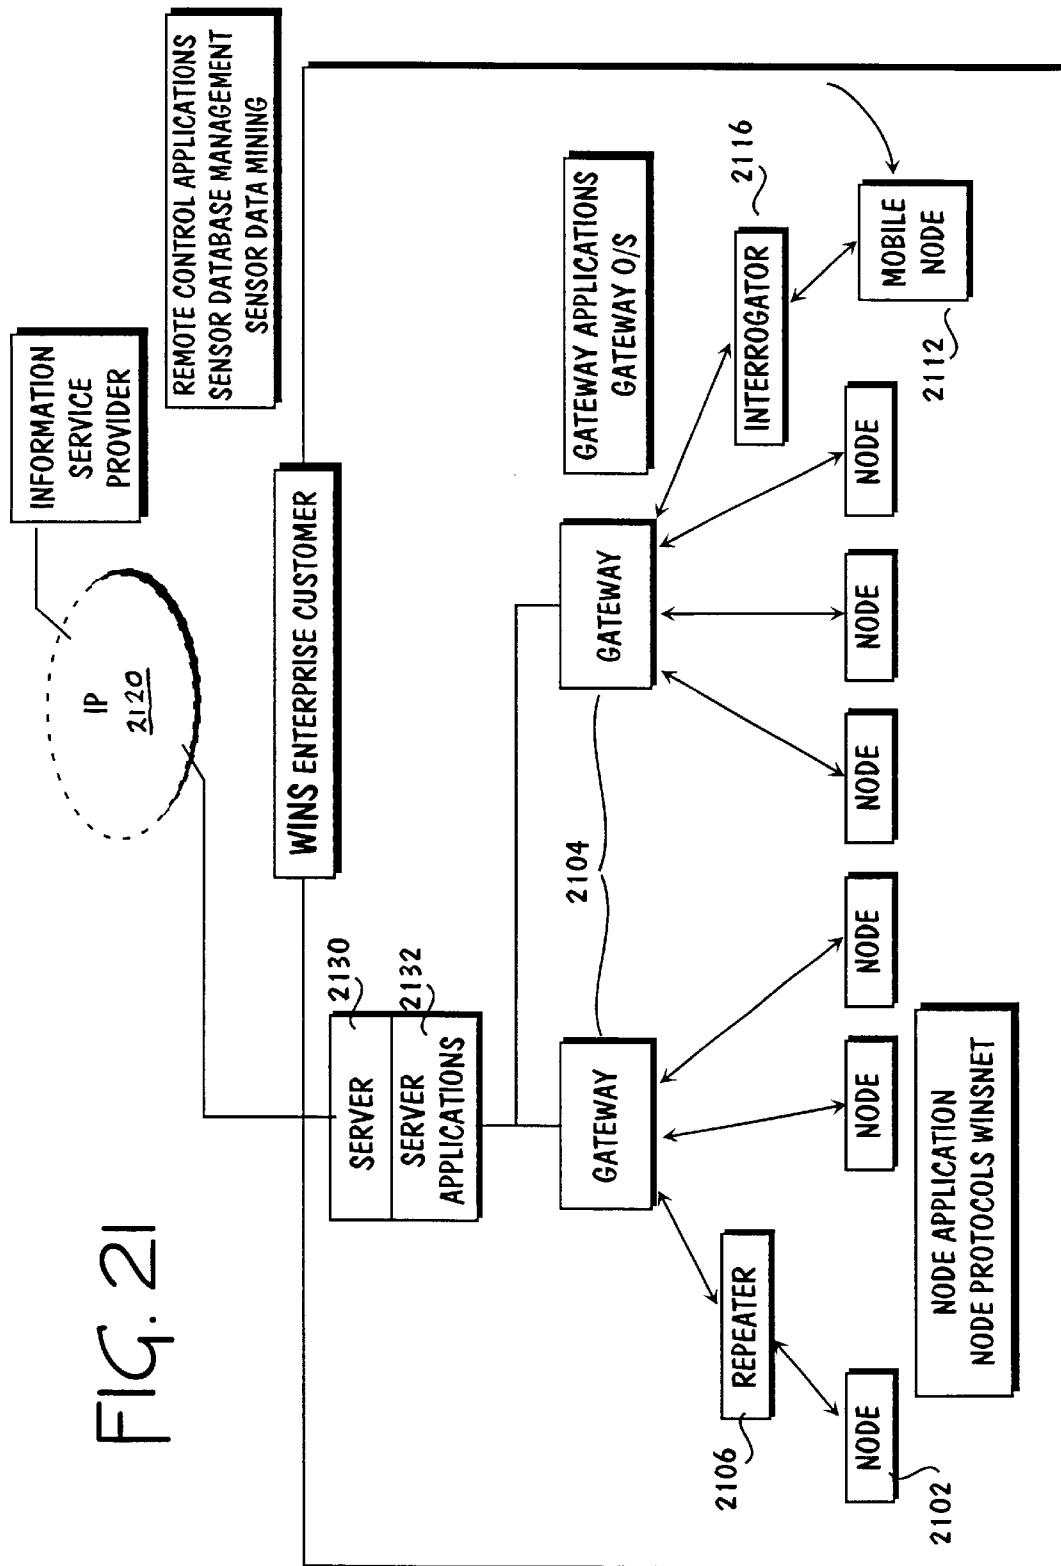 FIG. 21
INFORMATION
SERVICE
PROVIDER
IP
2120
REMOTE CONTROL APPLICATIONS
SENSOR DATABASE MANAGEMENT
SENSOR DATA MINING
WINS ENTERPRISE CUSTOMER
SERVER
2130
SERVER
APPLICATIONS
2132
GATEWAY
2104
GATEWAY
GATEWAY APPLICATIONS
GATEWAY O/S
REPEATER
2106
INTERROGATOR
2116
NODE
2102
NODE
NODE
NODE
NODE
NODE
MOBILE
NODE
2112
NODE APPLICATION
NODE PROTOCOLS WINSNET